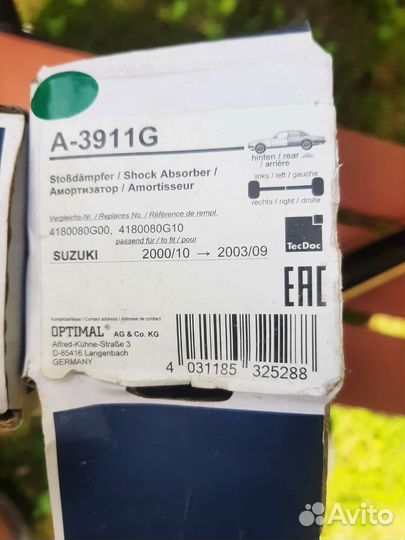 A-3911G
Stoßdämpfer / Shock Absorber /
Амортизатор / Amortisseur
hinten / rear
arrière
links / left / gauche
rechts / right / droite
Vergleichs-Nr. / Replaces No. / Référence de rempl.
4180080G00, 4180080G10
passend für / to fit / pour
SUZUKI 2000/10 → 2003/09
TecDoc
EAC
Kontaktadresse / Contact address / Adresse de contact
OPTIMAL® AG & Co. KG
Alfred-Kühne-Straße 3
D-85416 Langenbach
GERMANY
4 031185 325288
Avito